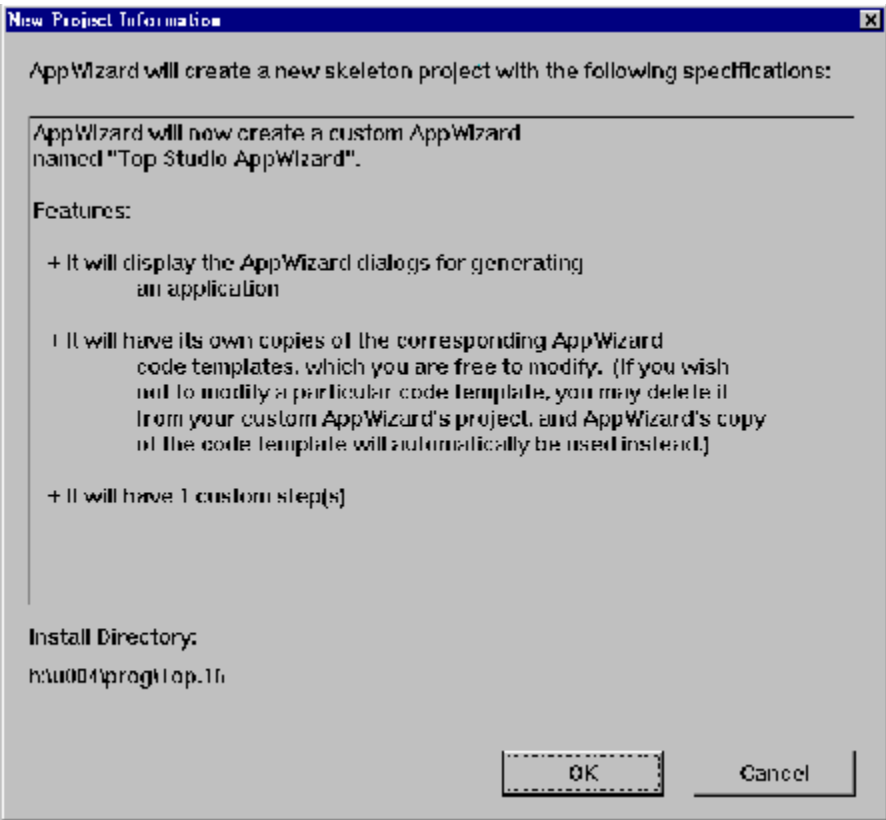 New Project Information
AppWizard will create a new skeleton project with the following specifications:
AppWizard will now create a custom AppWizard
named "Top Studio AppWizard".
Features:
+ It will display the AppWizard dialogs for generating
an application
+ It will have its own copies of the corresponding AppWizard
code templates, which you are free to modify. (If you wish
not to modify a particular code template, you may delete it
from your custom AppWizard's project, and AppWizard's copy
of the code template will automatically be used instead.)
+ It will have 1 custom step(s)
Install Directory:
OK
Cancel